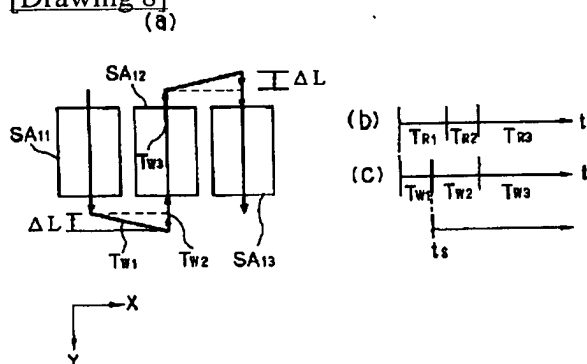 [Drawing 8]
(a)
SA12
ΔL
SA11
TW3
ΔL
TW1
TW2
SA13
X
Y
(b)
TR1
TR2
TR3
t
(C)
TW1
TW2
TW3
t
ts